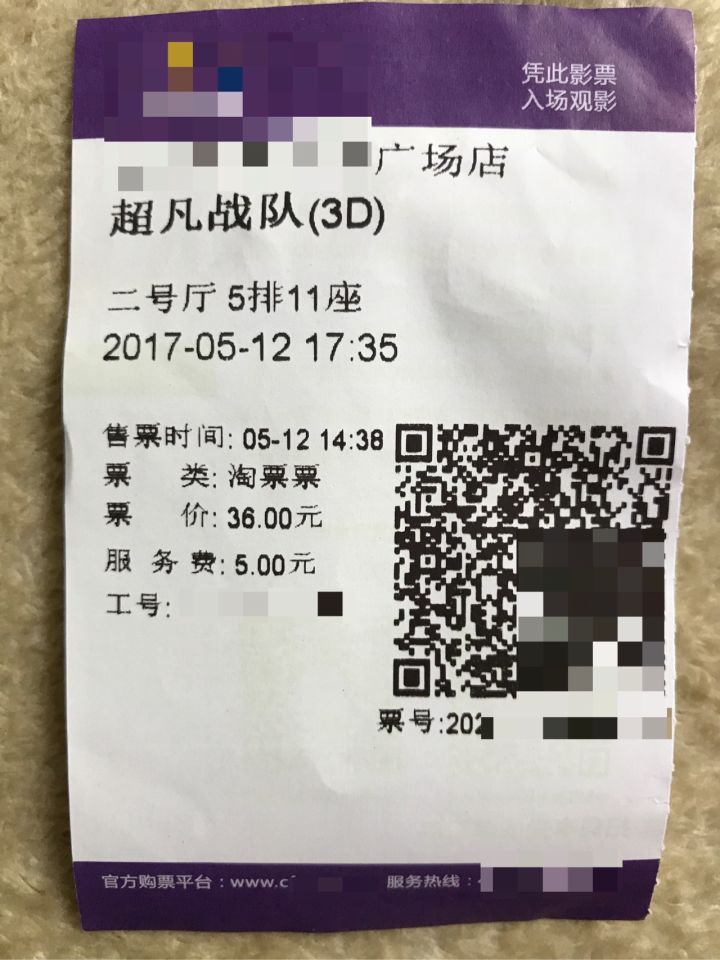 凭此影票
入场观影
广场店
超凡战队(3D)
二号厅 5排11座
2017-05-12 17:35
售票时间: 05-12 14:38
票 类: 淘票票
票 价: 36.00元
服 务 费: 5.00元
工号:
票号:202
官方购票平台：www.c
服务热线：